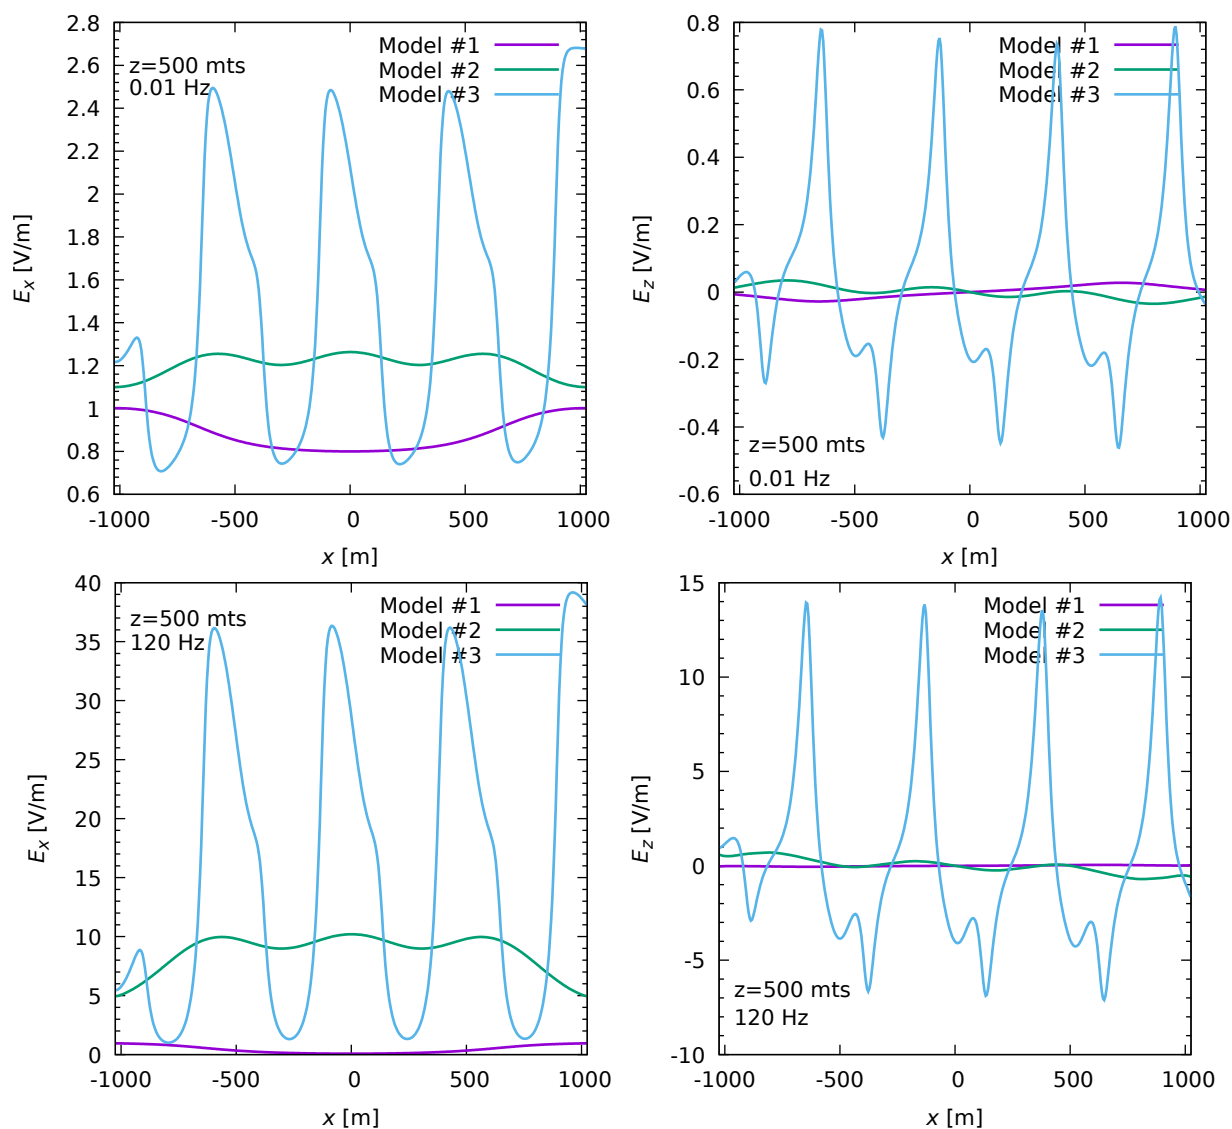 2.8
2.6
2.4
2.2
2
1.8
1.6
1.4
1.2
1
0.8
0.6
E_x [V/m]
z=500 mts
0.01 Hz
Model #1
Model #2
Model #3
-1000 -500 0 500 1000
x [m]
0.8
0.6
0.4
0.2
0
-0.2
-0.4
-0.6
E_z [V/m]
Model #1
Model #2
Model #3
z=500 mts
0.01 Hz
-1000 -500 0 500 1000
x [m]
40
35
30
25
20
15
10
5
0
E_x [V/m]
z=500 mts
120 Hz
Model #1
Model #2
Model #3
-1000 -500 0 500 1000
x [m]
15
10
5
0
-5
-10
E_z [V/m]
Model #1
Model #2
Model #3
z=500 mts
120 Hz
-1000 -500 0 500 1000
x [m]